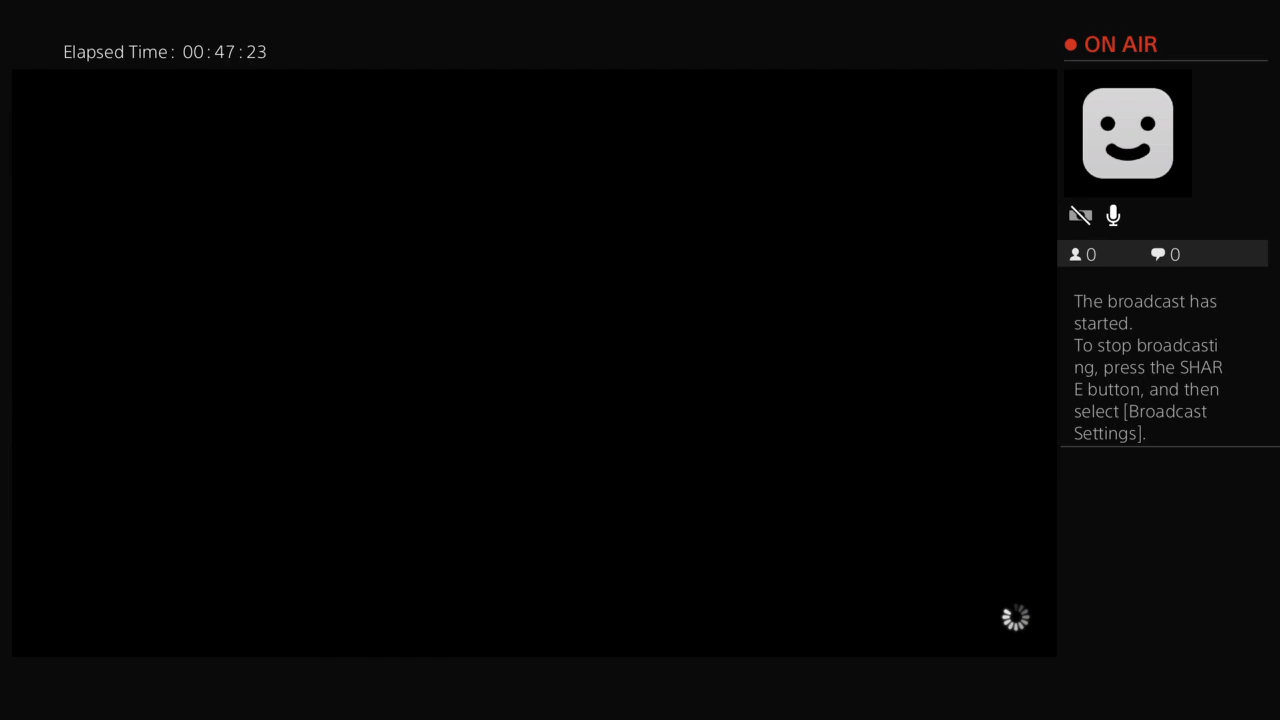 Elapsed Time: 00:47:23
ON AIR
0 0
The broadcast has
started.
To stop broadcasti
ng, press the SHAR
E button, and then
select [Broadcast
Settings].